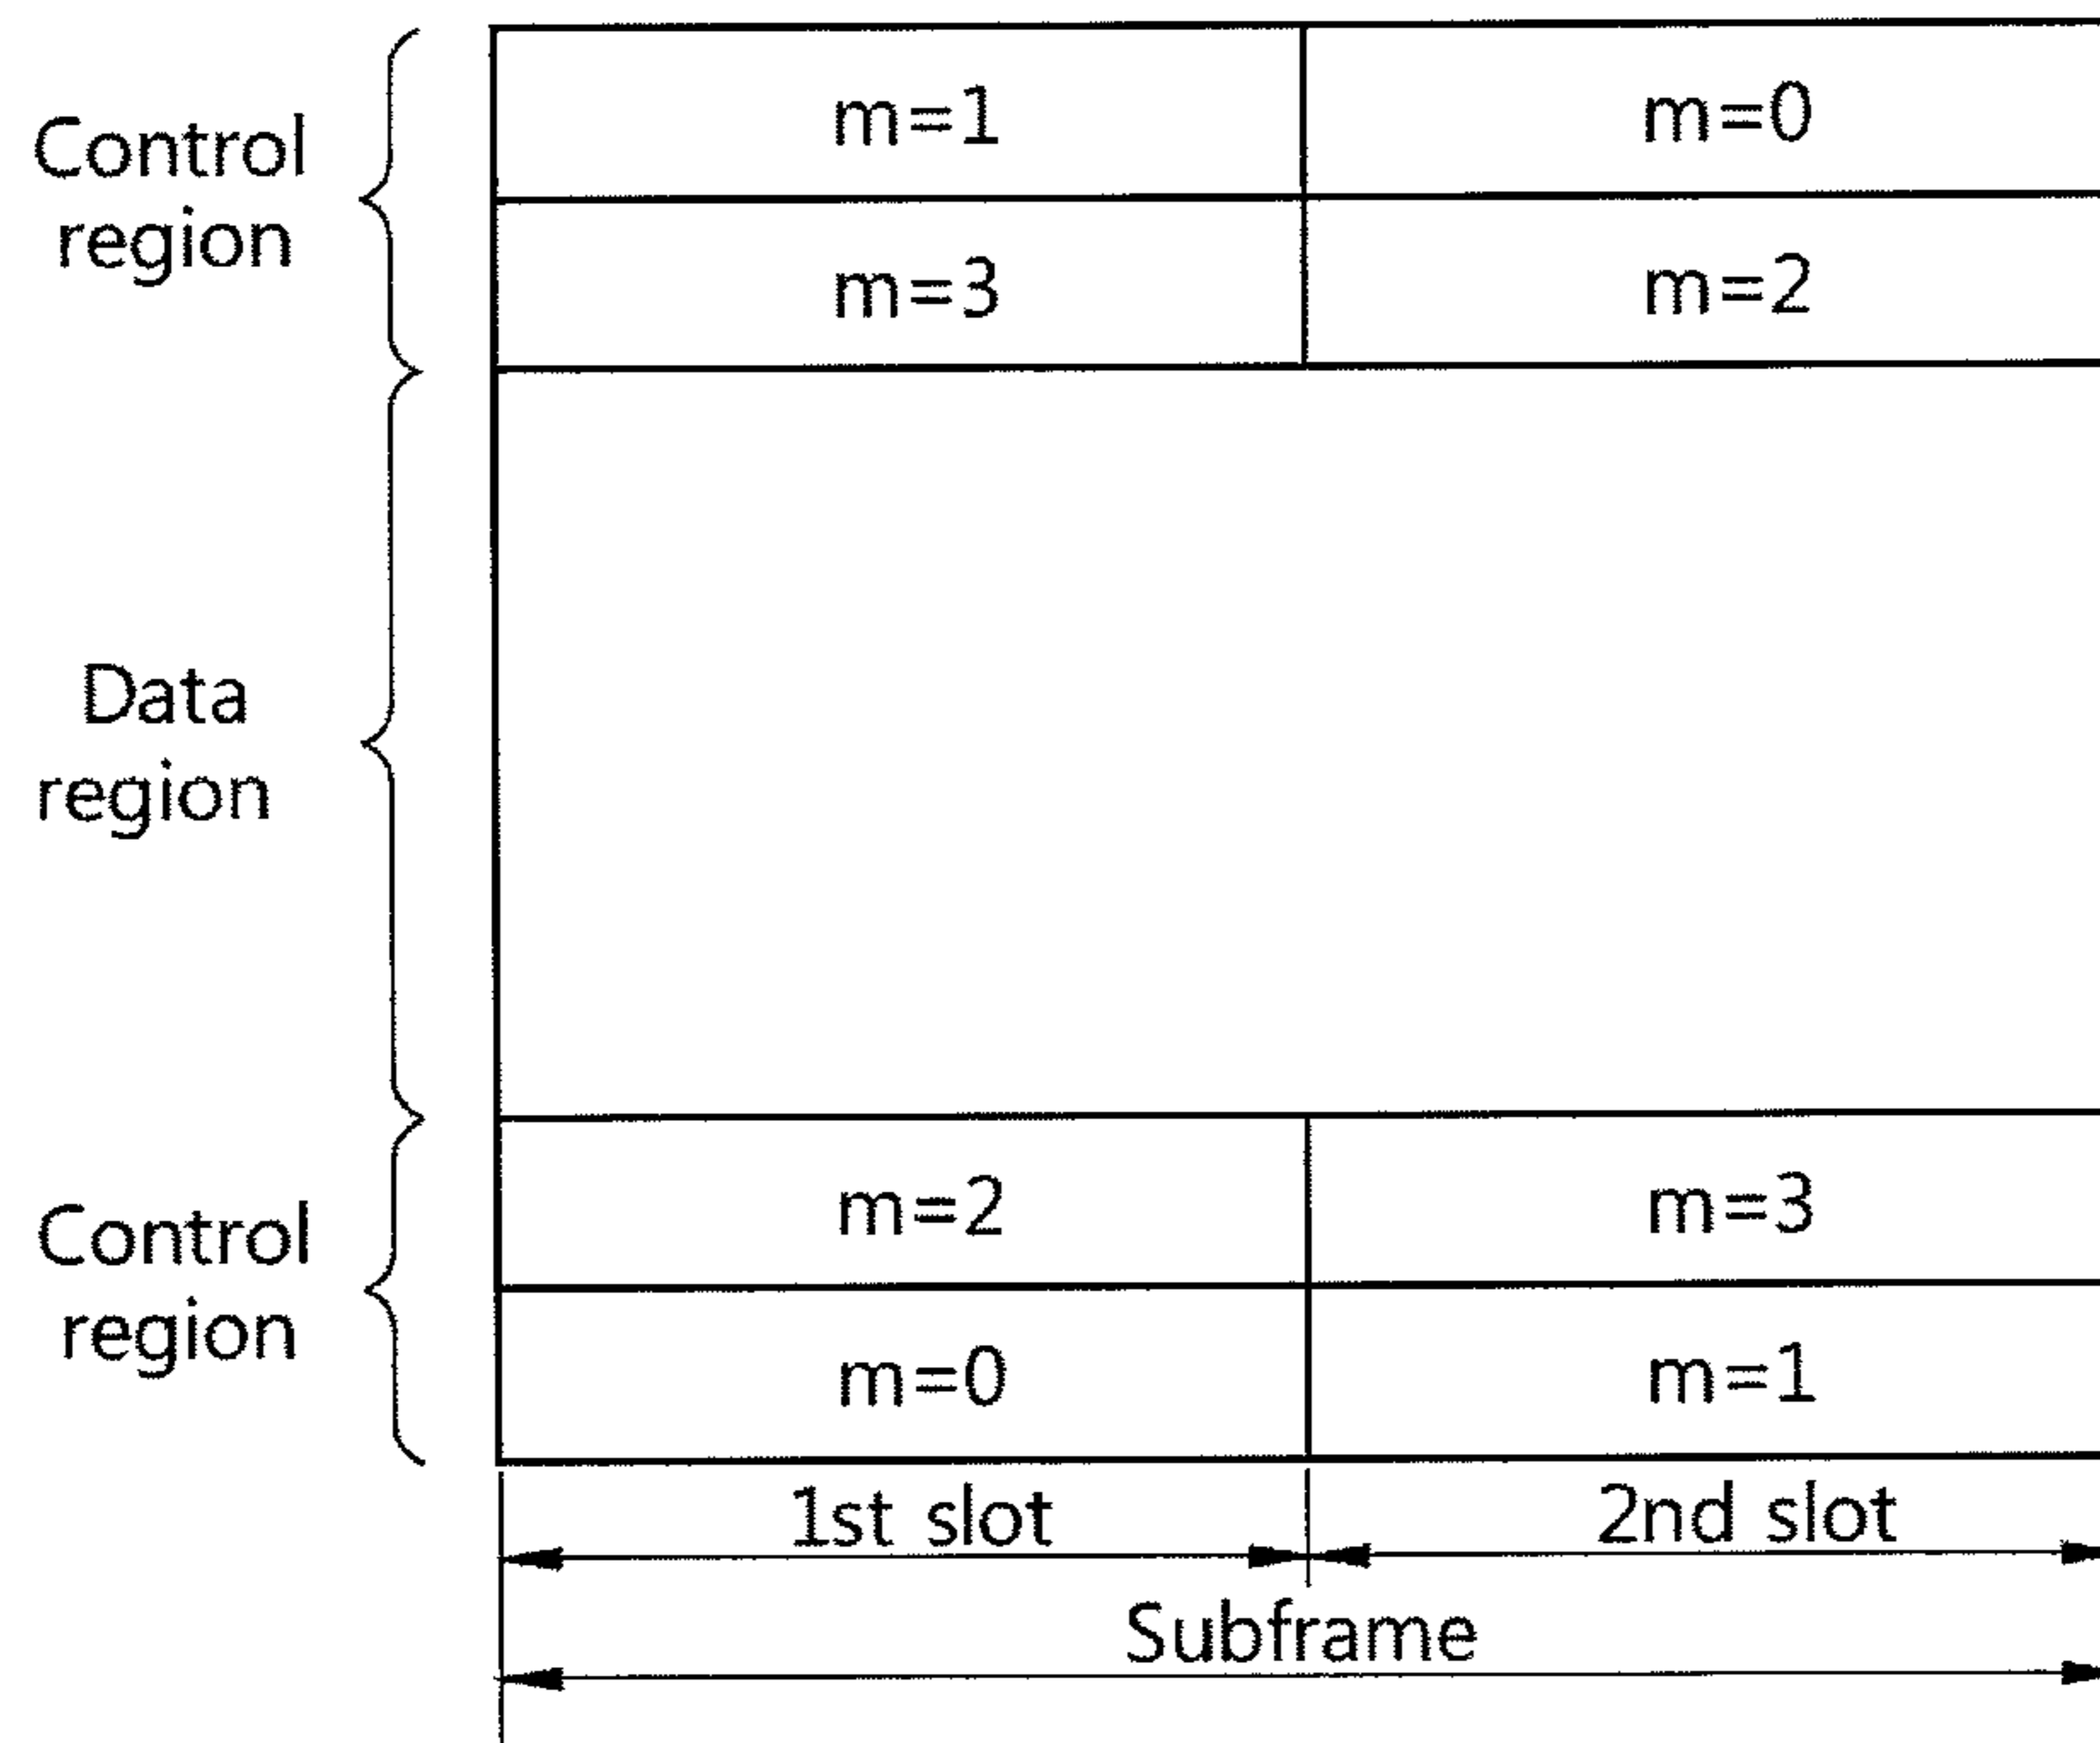 Control
region
m=1
m=0
m=3
m=2
Data
region
Control
region
m=2
m=3
m=0
m=1
1st slot
2nd slot
Subframe